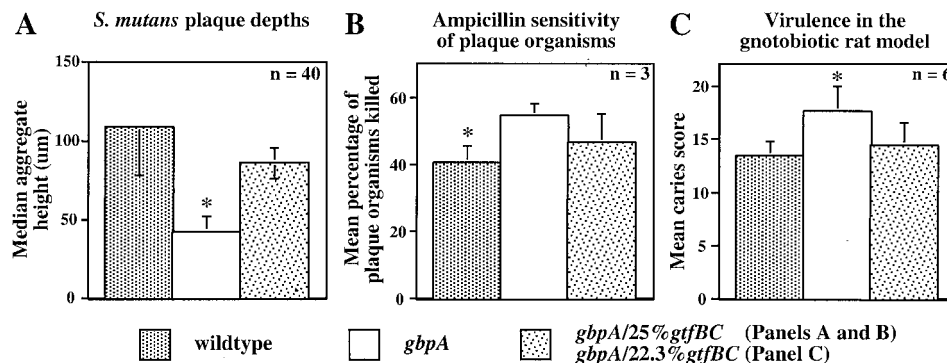 A
S. mutans plaque depths
n = 40
Median aggregate
height (um)
150
100
50
0
B
Ampicillin sensitivity
of plaque organisms
n = 3
Mean percentage of
plaque organisms killed
60
40
20
0
*
*
C
Virulence in the
gnotobiotic rat model
n = 6
Mean caries score
20
15
10
5
0
*
wildtype
gbpA
gbpA/25%gtfBC (Panels A and B)
gbpA/22.3%gtfBC (Panel C)